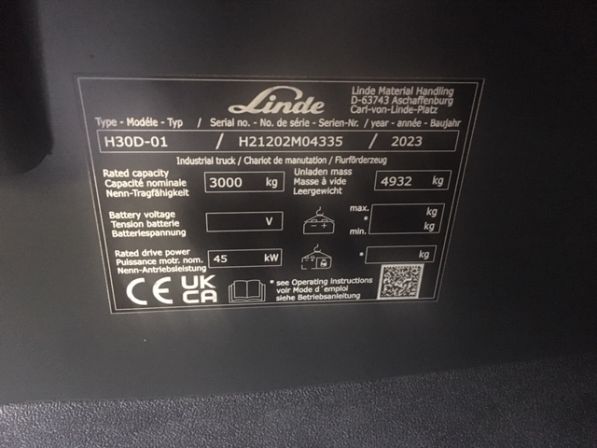 Linde
Linde Material Handling
D-63743 Aschaffenburg
Carl-von-Linde-Platz
Type - Modéle - Typ / Serial no. - No. de série - Serien-Nr. / year - année - Baujahr
H30D-01 / H21202M04335 / 2023
Industrial truck / Chariot de manutation / Flurförderzeug
Rated capacity
Capacité nominale
Nenn-Tragfähigkeit
3000 kg
Unladen mass
Masse à vide
Leergewicht
4932 kg
Battery voltage
Tension batterie
Batteriespannung
V
max. kg
*
min. kg
Rated drive power
Puissance motr. nom.
Nenn-Antriebsleistung
45 kW
* kg
CE UK
CA
* see Operating instructions
voir Mode d´emploi
siehe Betriebsanleitung